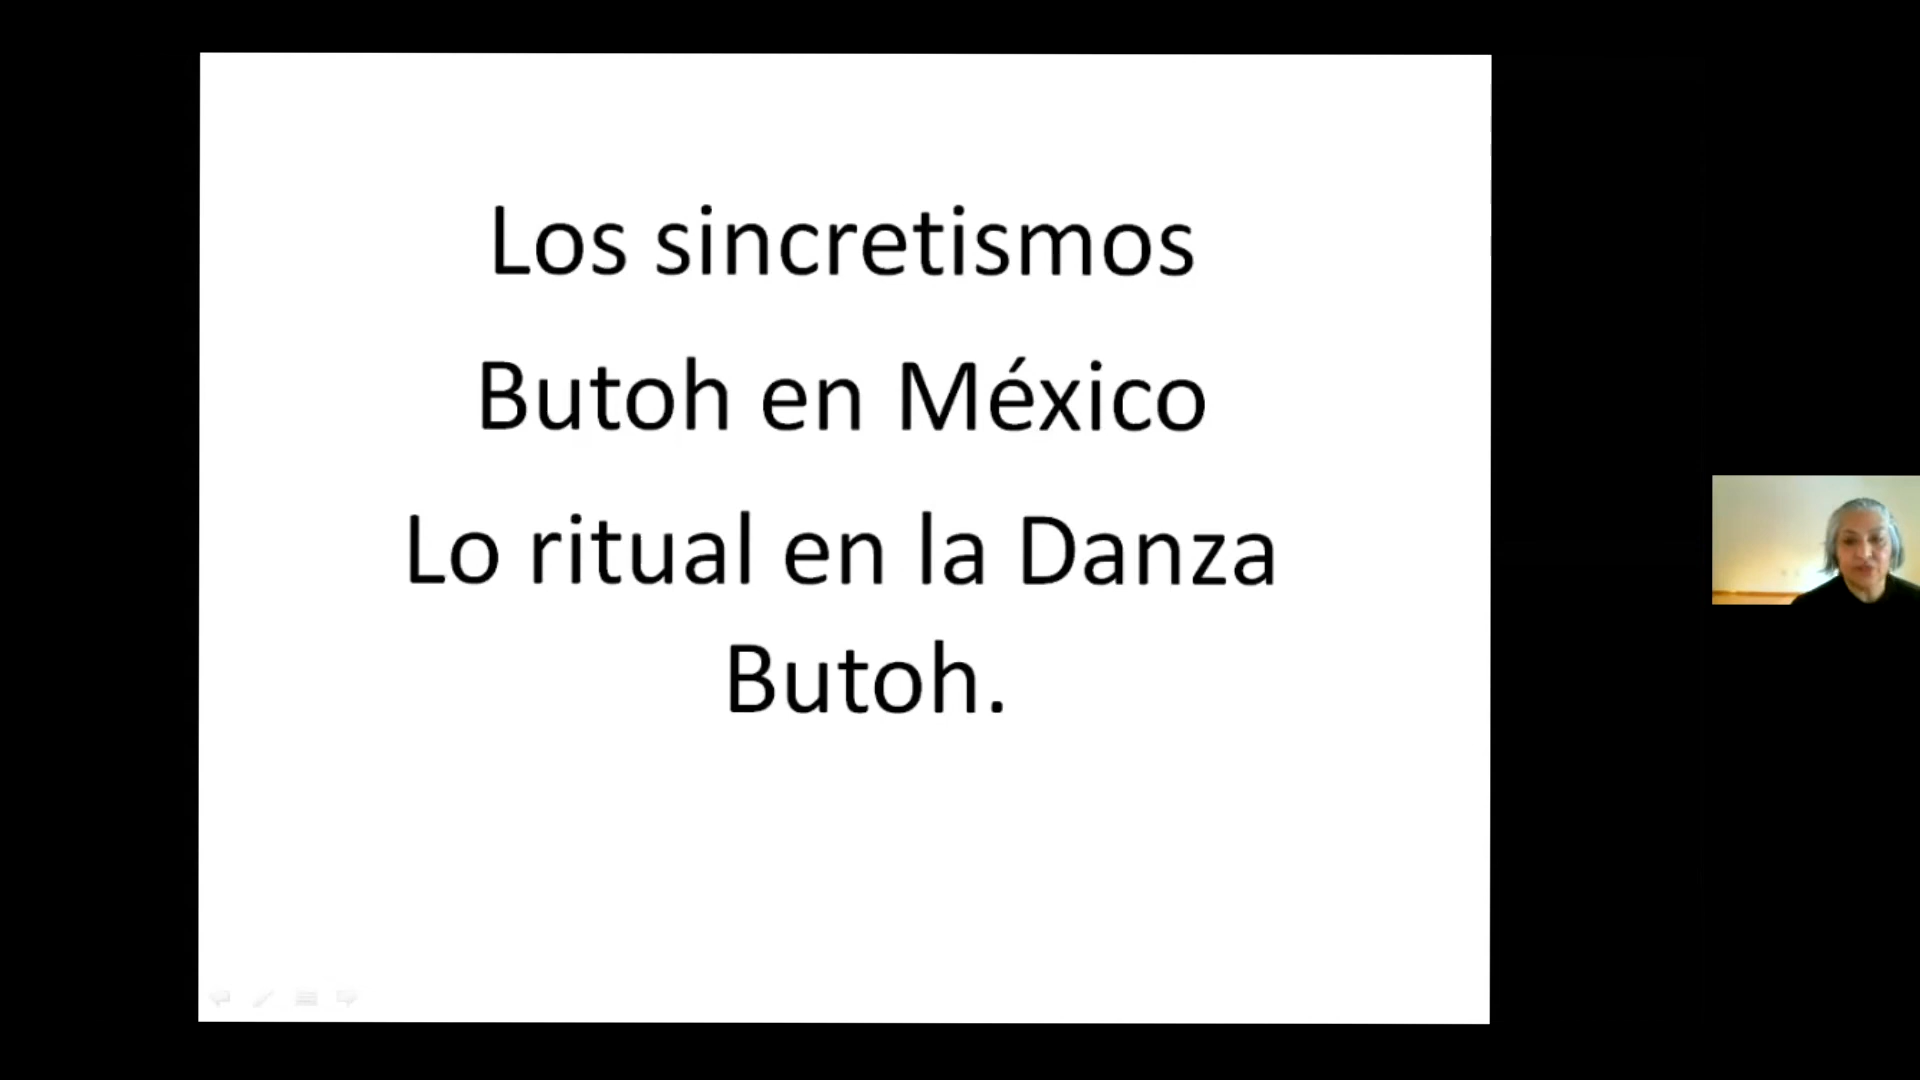 Los sincretismos
Butoh en México
Lo ritual en la Danza
Butoh.